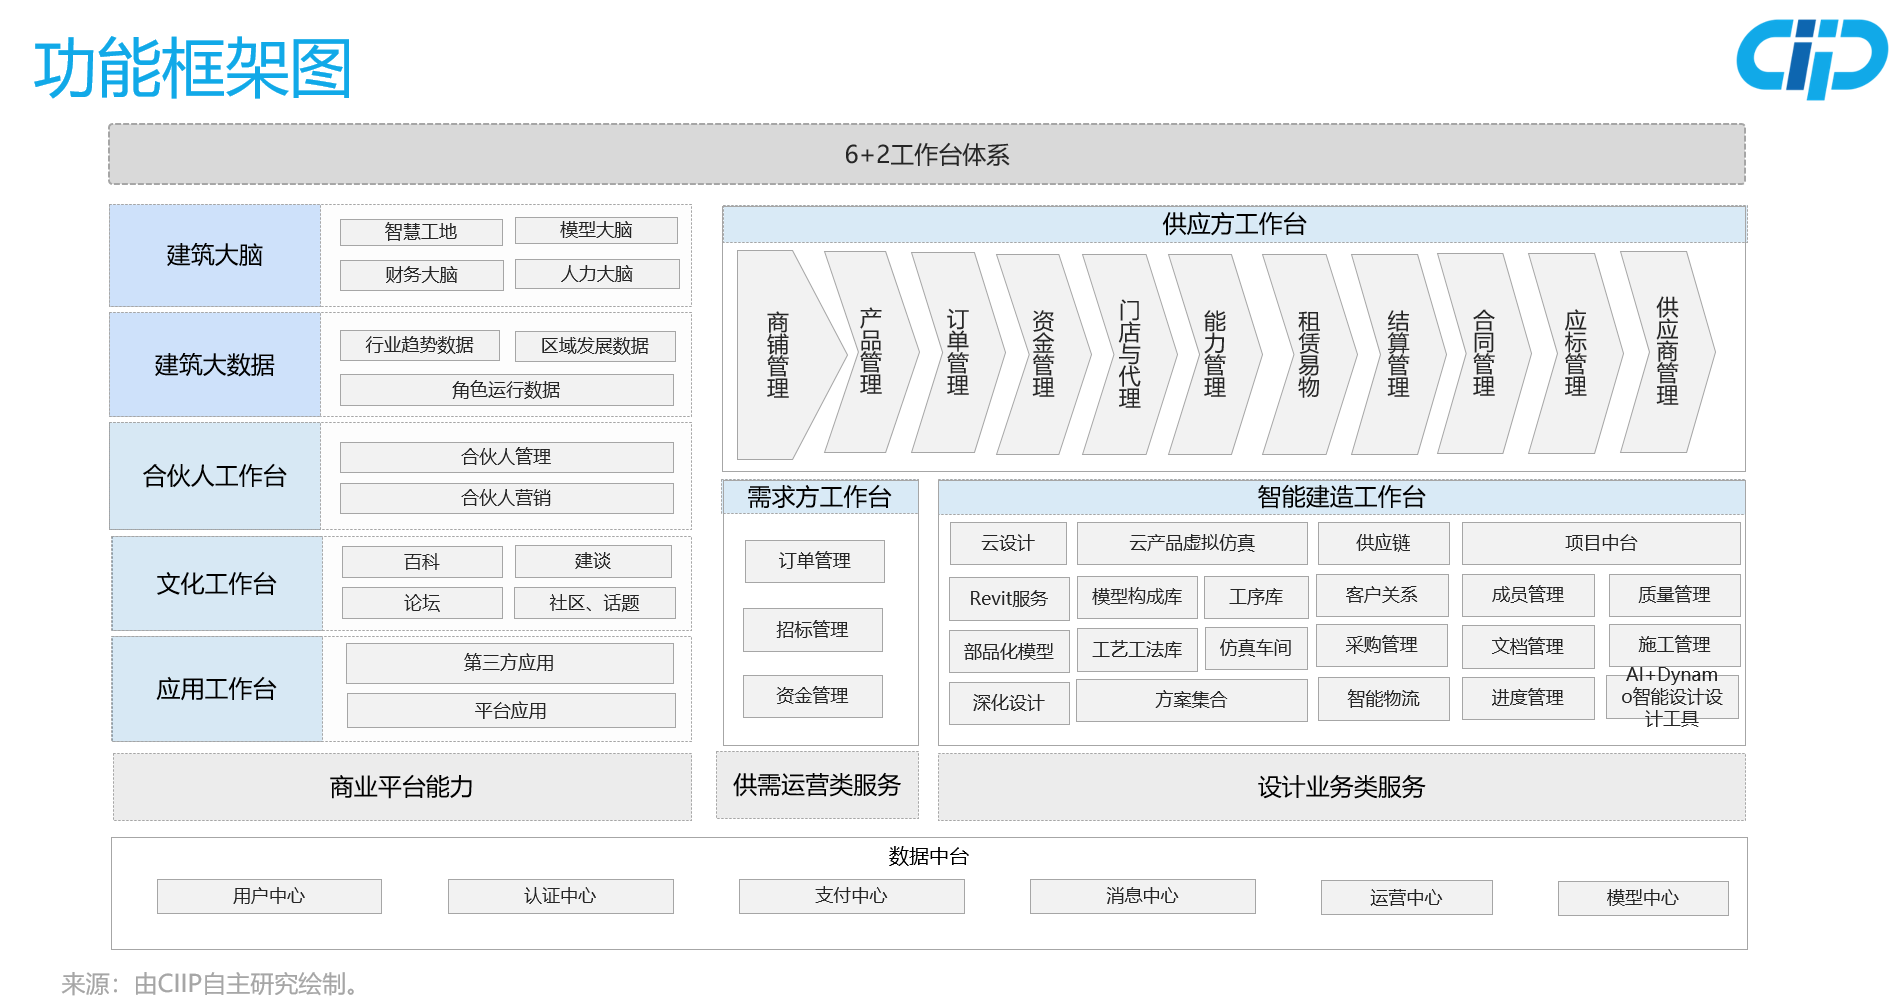 功能框架图
CIIP
6+2工作台体系
建筑大脑
智慧工地
模型大脑
财务大脑
人力大脑
建筑大数据
行业趋势数据
区域发展数据
角色运行数据
合伙人工作台
合伙人管理
合伙人营销
文化工作台
百科
建谈
论坛
社区、话题
应用工作台
第三方应用
平台应用
商业平台能力
供应方工作台
商铺管理
产品管理
订单管理
资金管理
门店与代理
能力管理
租赁易物
结算管理
合同管理
应标管理
供应商管理
需求方工作台
订单管理
招标管理
资金管理
供需运营类服务
智能建造工作台
云设计
云产品虚拟仿真
供应链
项目中台
Revit服务
模型构成库
工序库
客户关系
成员管理
质量管理
部品化模型
工艺工法库
仿真车间
采购管理
文档管理
施工管理
深化设计
方案集合
智能物流
进度管理
AI+Dynam
o智能设计设
计工具
设计业务类服务
数据中台
用户中心
认证中心
支付中心
消息中心
运营中心
模型中心
来源：由CIIP自主研究绘制。